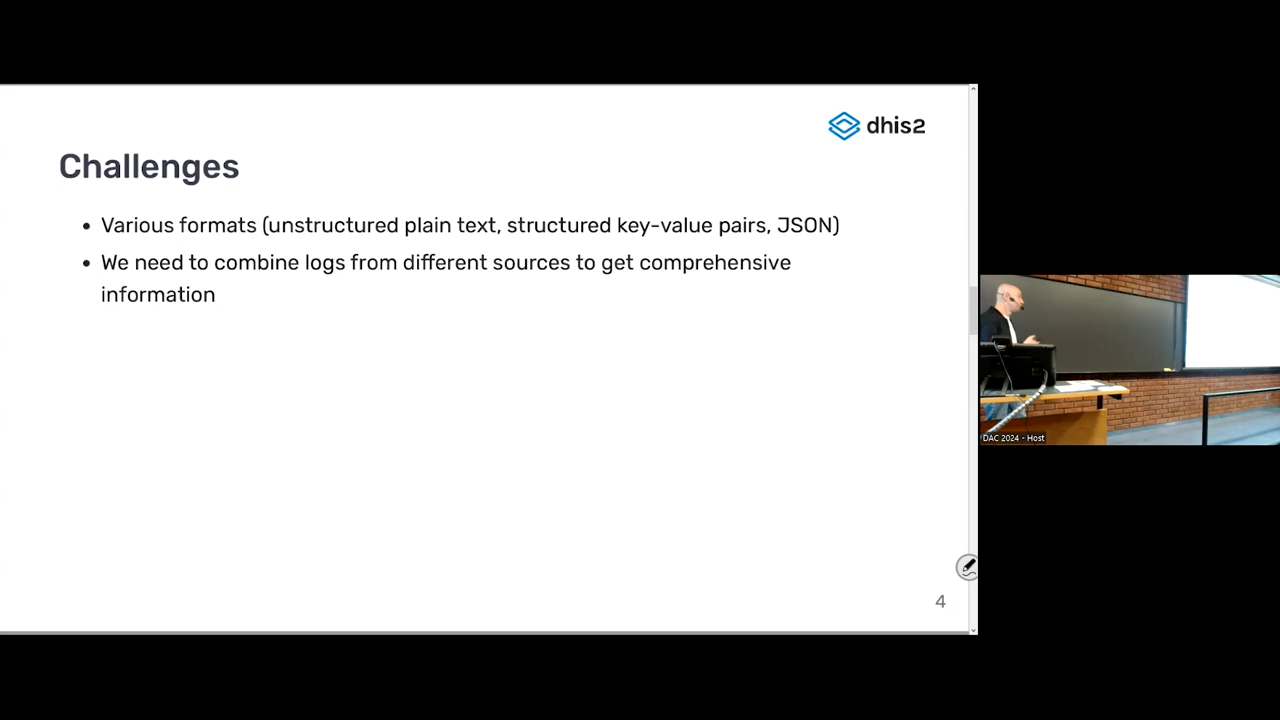 dhis2
Challenges
• Various formats (unstructured plain text, structured key-value pairs, JSON)
• We need to combine logs from different sources to get comprehensive
information
DAC 2024 - Host
4